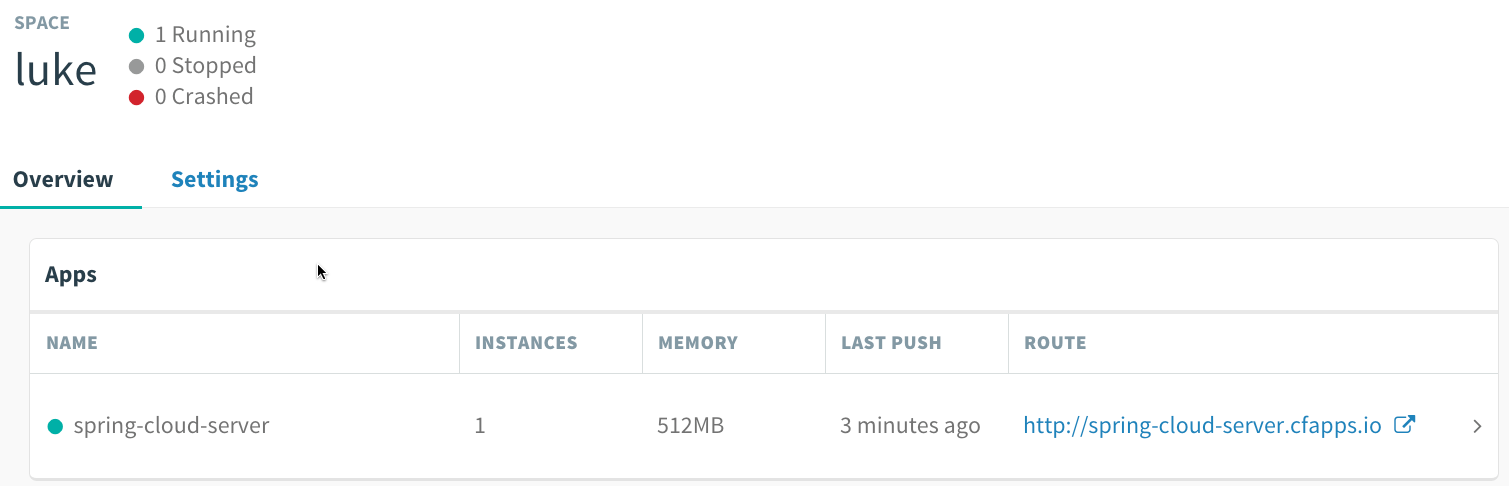 SPACE
luke
1 Running
0 Stopped
0 Crashed
Overview Settings
Apps
NAME INSTANCES MEMORY LAST PUSH ROUTE
spring-cloud-server 1 512MB 3 minutes ago http://spring-cloud-server.cfapps.io